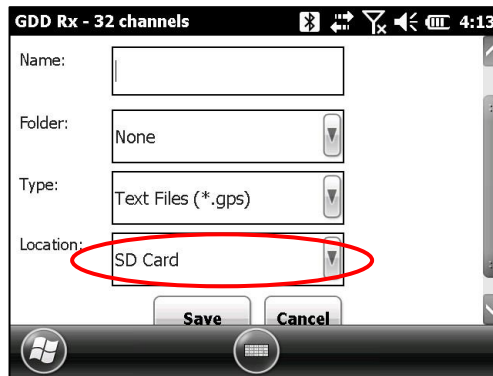 GDD Rx - 32 channels 4:13
Name:
Folder: None
Type: Text Files (*.gps)
Location: SD Card
Save Cancel